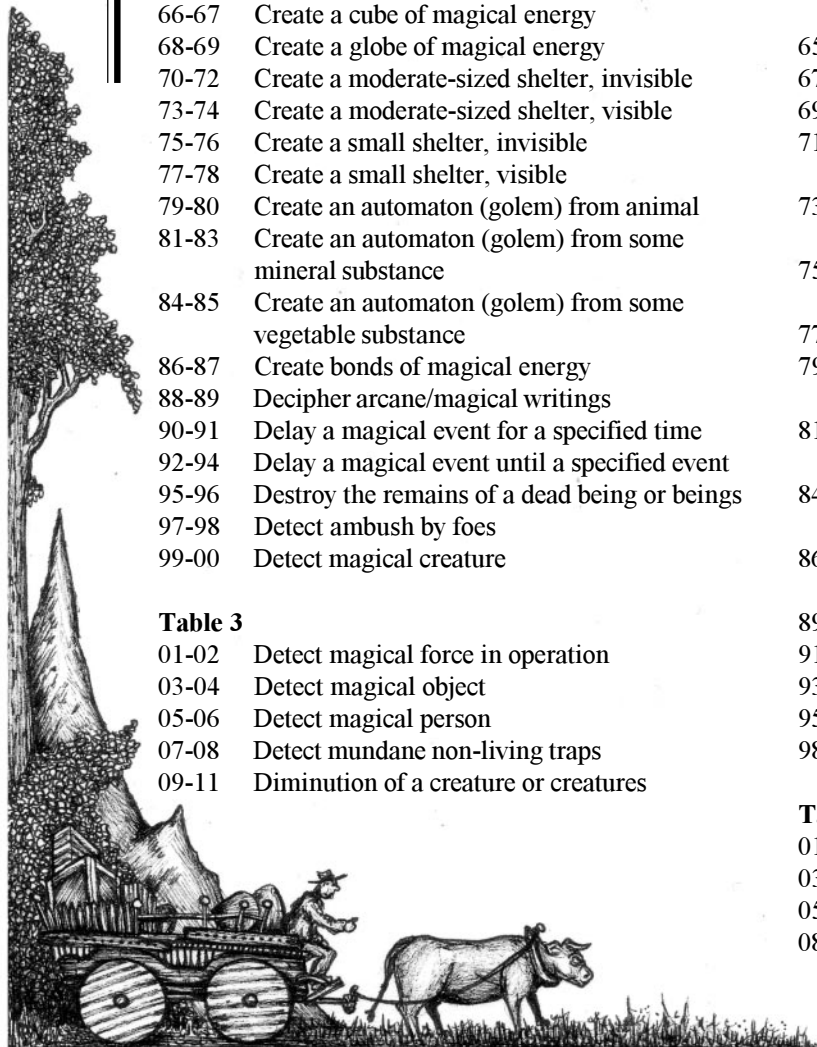 66-67 Create a cube of magical energy
68-69 Create a globe of magical energy
70-72 Create a moderate-sized shelter, invisible
73-74 Create a moderate-sized shelter, visible
75-76 Create a small shelter, invisible
77-78 Create a small shelter, visible
79-80 Create an automaton (golem) from animal
81-83 Create an automaton (golem) from some
mineral substance
84-85 Create an automaton (golem) from some
vegetable substance
86-87 Create bonds of magical energy
88-89 Decipher arcane/magical writings
90-91 Delay a magical event for a specified time
92-94 Delay a magical event until a specified event
95-96 Destroy the remains of a dead being or beings
97-98 Detect ambush by foes
99-00 Detect magical creature
Table 3
01-02 Detect magical force in operation
03-04 Detect magical object
05-06 Detect magical person
07-08 Detect mundane non-living traps
09-11 Diminution of a creature or creatures